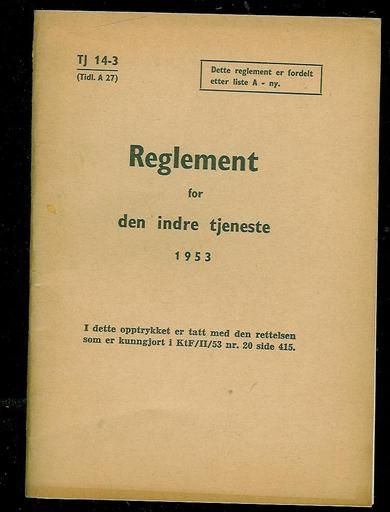 TJ 14-3
(Tidl. A 27)
Dette reglement er fordelt
etter liste A - ny.
Reglement
for
den indre tjeneste
1953
I dette opptrykket er tatt med den rettelsen
som er kunngjort i KtF/II/53 nr. 20 side 415.